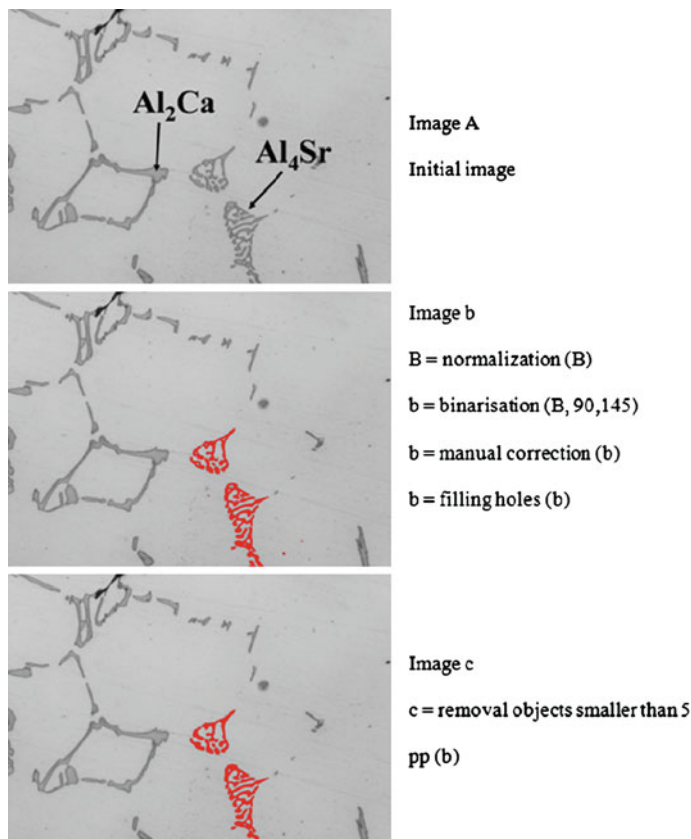 Al₂Ca
Al₄Sr
Image A
Initial image
Image b
B = normalization (B)
b = binarisation (B, 90,145)
b = manual correction (b)
b = filling holes (b)
Image c
c = removal objects smaller than 5
pp (b)